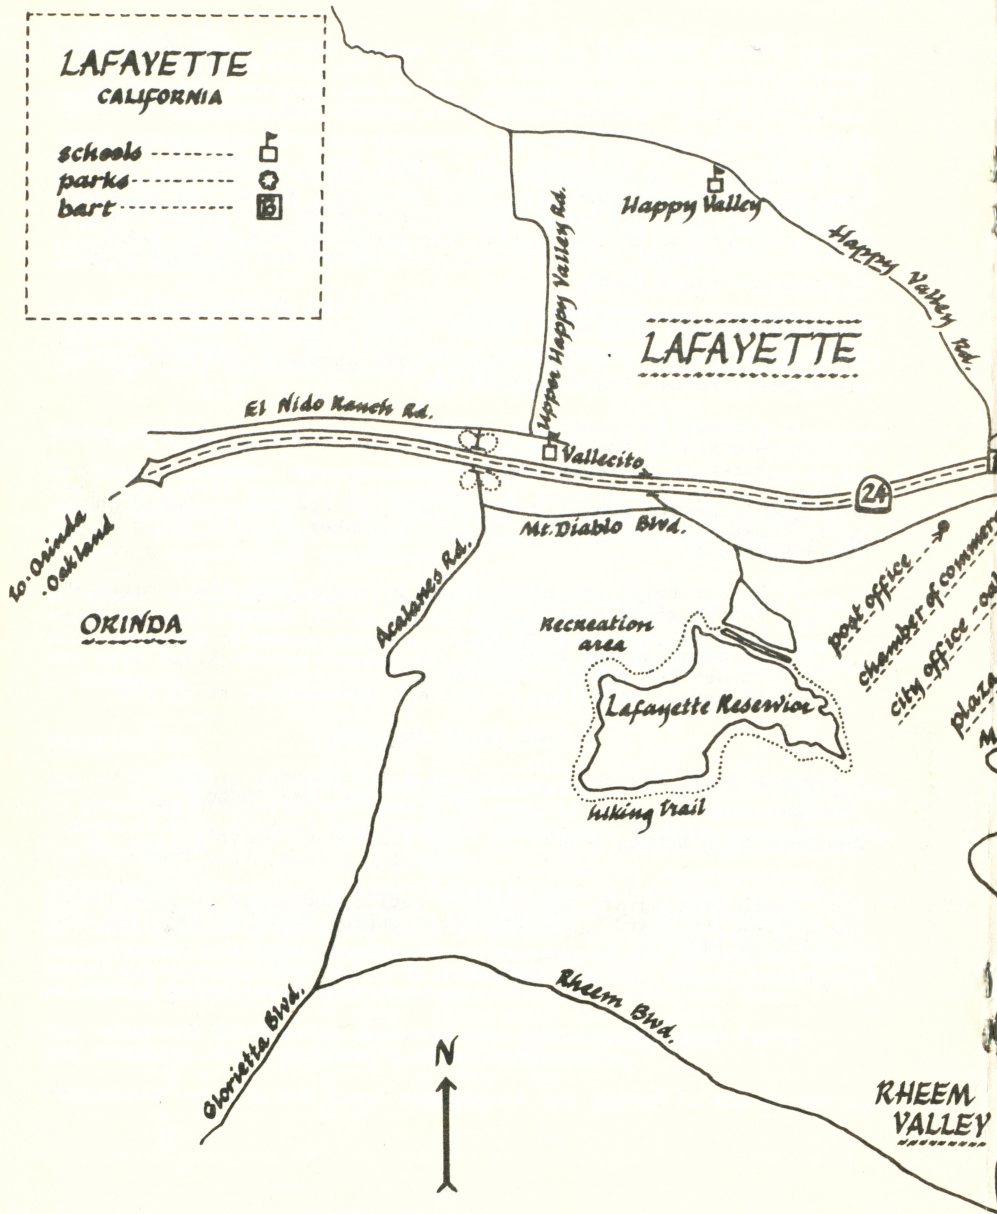 LAFAYETTE
CALIFORNIA
schools
parks
bart
B
Happy Valley
Happy Valley Rd.
Upper Happy Valley Rd.
LAFAYETTE
El Nido Ranch Rd.
Vallecito
24
Mt. Diablo Blvd.
to - Orinda
- Oakland
Acalanes Rd.
ORINDA
Recreation
area
Lafayette Reservior
hiking trail
post office
chamber of commer
city office - oa
plaza
M
Rheem Blvd.
Glorietta Blvd.
N
RHEEM
VALLEY